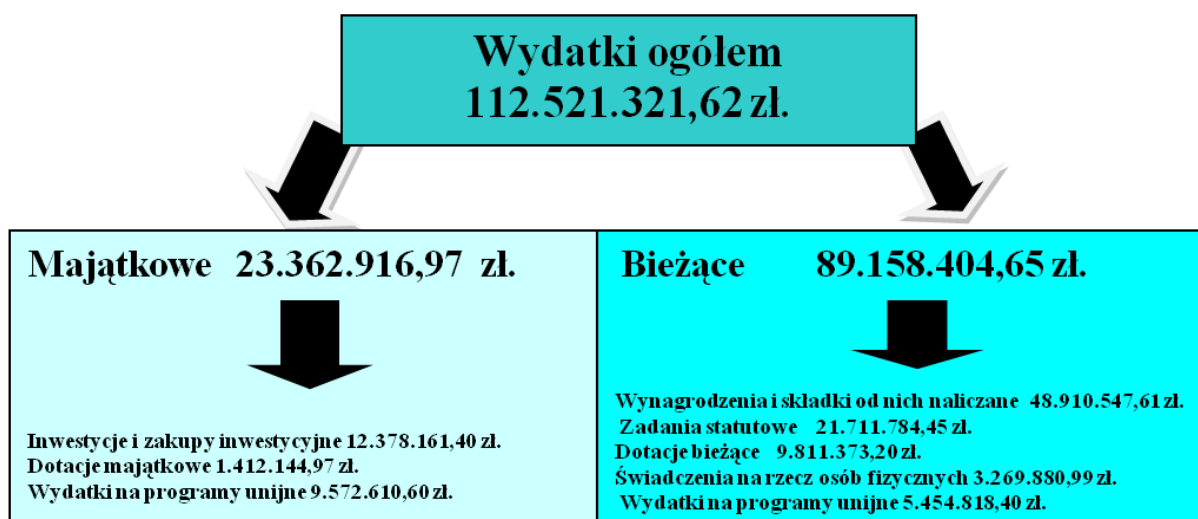 Wydatki ogółem
112.521.321,62 zł.
Majątkowe 23.362.916,97 zł.
Inwestycje i zakupy inwestycyjne 12.378.161,40 zł.
Dotacje majątkowe 1.412.144,97 zł.
Wydatki na programy unijne 9.572.610,60 zł.
Bieżące 89.158.404,65 zł.
Wynagrodzenia i składki od nich naliczane 48.910.547,61 zł.
Zadania statutowe 21.711.784,45 zł.
Dotacje bieżące 9.811.373,20 zł.
Świadczenia na rzecz osób fizycznych 3.269.880,99 zł.
Wydatki na programy unijne 5.454.818,40 zł.